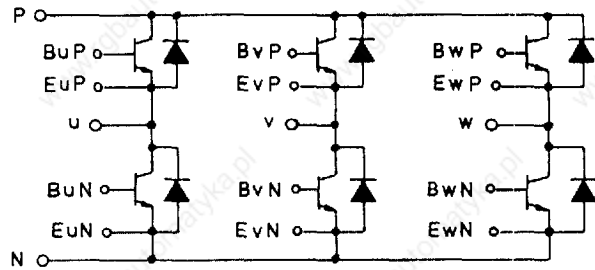 P
BuP BvP BwP
EuP EvP EwP
u v w
BuN BvN BwN
EuN EvN EwN
N